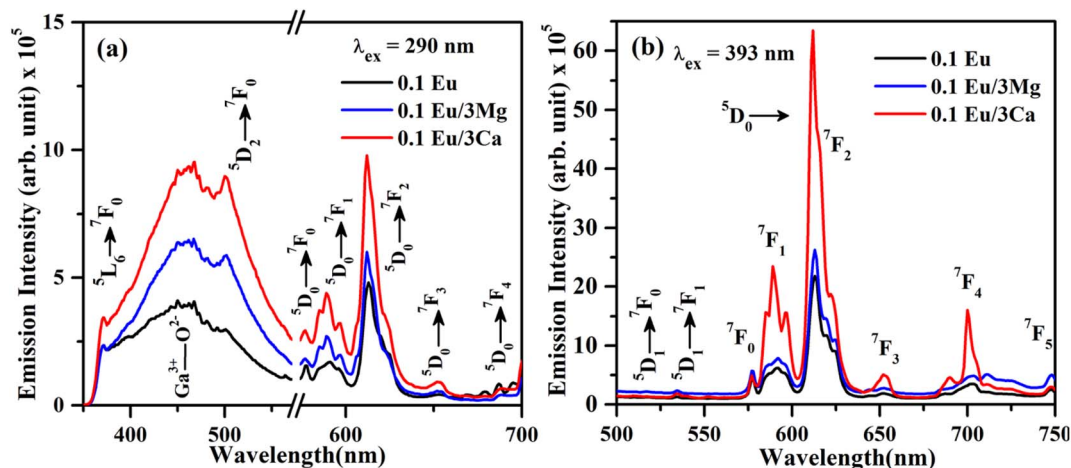 (a)
λex = 290 nm
0.1 Eu
0.1 Eu/3Mg
0.1 Eu/3Ca
⁵L₆→⁷F₀
Ga³⁺—O²⁻
⁵D₂→⁷F₀
⁵D₀→⁷F₀
⁵D₀→⁷F₁
⁵D₀→⁷F₂
⁵D₀→⁷F₃
⁵D₀→⁷F₄
Emission Intensity (arb. unit) x 10⁵
15
10
5
0
400 500 600 700
Wavelength(nm)
(b)
λex = 393 nm
0.1 Eu
0.1 Eu/3Mg
0.1 Eu/3Ca
⁵D₀→
⁵D₁→⁷F₀
⁵D₁→⁷F₁
⁷F₀
⁷F₁
⁷F₂
⁷F₃
⁷F₄
⁷F₅
Emission Intensity (arb. unit) x 10⁵
60
50
40
30
20
10
0
500 550 600 650 700 750
Wavelength(nm)